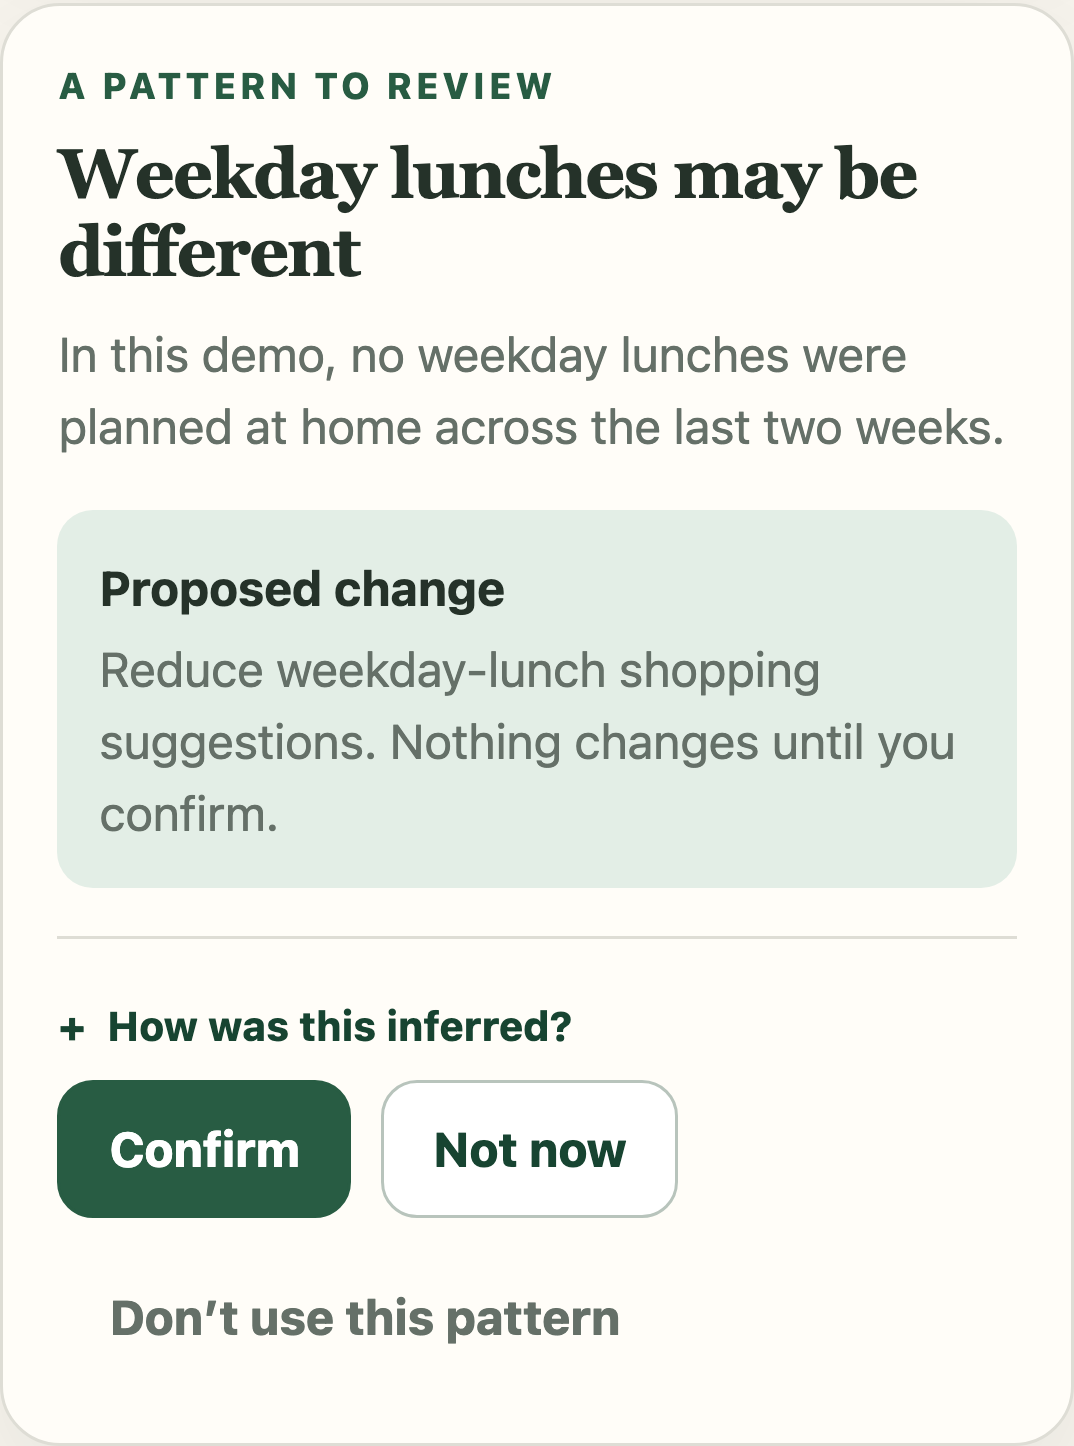 A PATTERN TO REVIEW
Weekday lunches may be
different
In this demo, no weekday lunches were
planned at home across the last two weeks.
Proposed change
Reduce weekday-lunch shopping
suggestions. Nothing changes until you
confirm.
+ How was this inferred?
Confirm
Not now
Don’t use this pattern